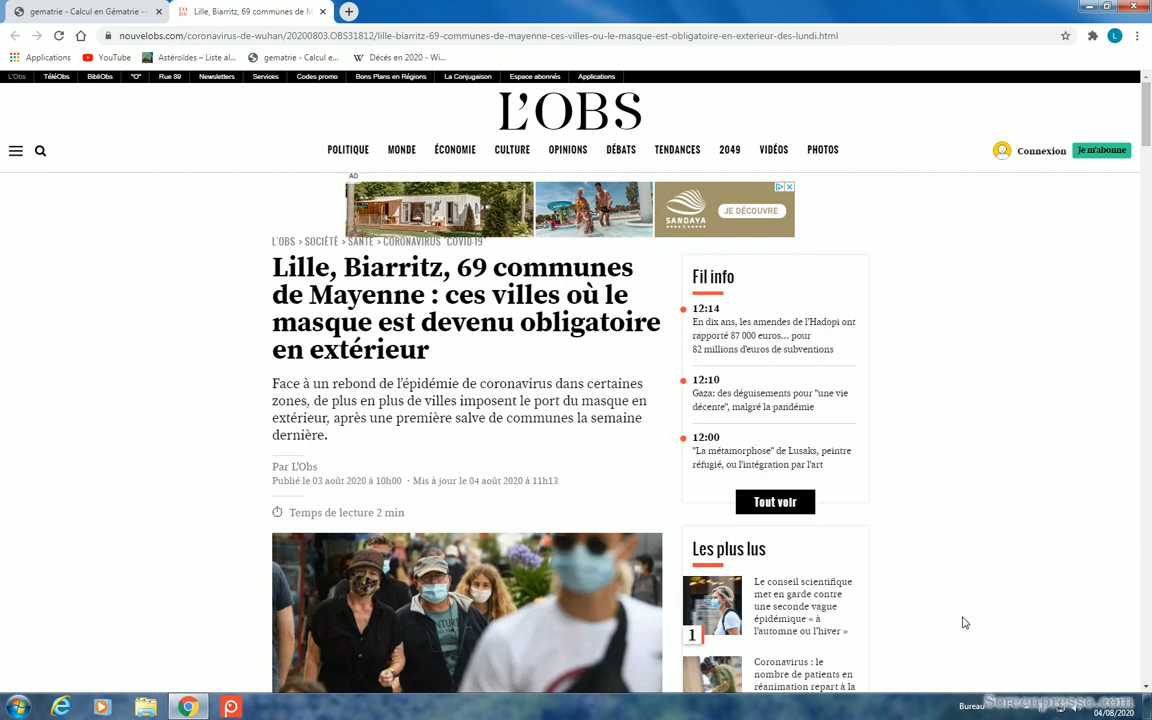 gematrie - Calcul en Gématrie --
Lille, Biarritz, 69 communes de M
nouvelobs.com/coronavirus-de-wuhan/20200803.OBS31812/lille-biarritz-69-communes-de-mayenne-ces-villes-ou-le-masque-est-obligatoire-en-exterieur-des-lundi.html
L
Applications
YouTube
Astéroïdes – Liste al...
gematrie - Calcul e...
W Décès en 2020 - Wi...
L'Obs TéléObs BibliObs "O" Rue 89 Newsletters Services Codes promo Bons Plans en Régions La Conjugaison Espace abonnés Applications
L'OBS
POLITIQUE MONDE ÉCONOMIE CULTURE OPINIONS DÉBATS TENDANCES 2049 VIDÉOS PHOTOS
Connexion
Je m'abonne
AD
SANDAYA
JE DÉCOUVRE
L'OBS > SOCIÉTÉ > SANTÉ > CORONAVIRUS "COVID-19"
Lille, Biarritz, 69 communes
de Mayenne : ces villes où le
masque est devenu obligatoire
en extérieur
Face à un rebond de l'épidémie de coronavirus dans certaines
zones, de plus en plus de villes imposent le port du masque en
extérieur, après une première salve de communes la semaine
dernière.
Par L'Obs
Publié le 03 août 2020 à 10h00 · Mis à jour le 04 août 2020 à 11h13
Temps de lecture 2 min
Fil info
12:14
En dix ans, les amendes de l'Hadopi ont
rapporté 87 000 euros... pour
82 millions d'euros de subventions
12:10
Gaza: des déguisements pour "une vie
décente", malgré la pandémie
12:00
"La métamorphose" de Lusaks, peintre
réfugié, ou l'intégration par l'art
Tout voir
Les plus lus
1
Le conseil scientifique
met en garde contre
une seconde vague
épidémique « à
l'automne ou l'hiver »
Coronavirus : le
nombre de patients en
réanimation repart à la
Bureau
Screenpresso.com
04/08/2020